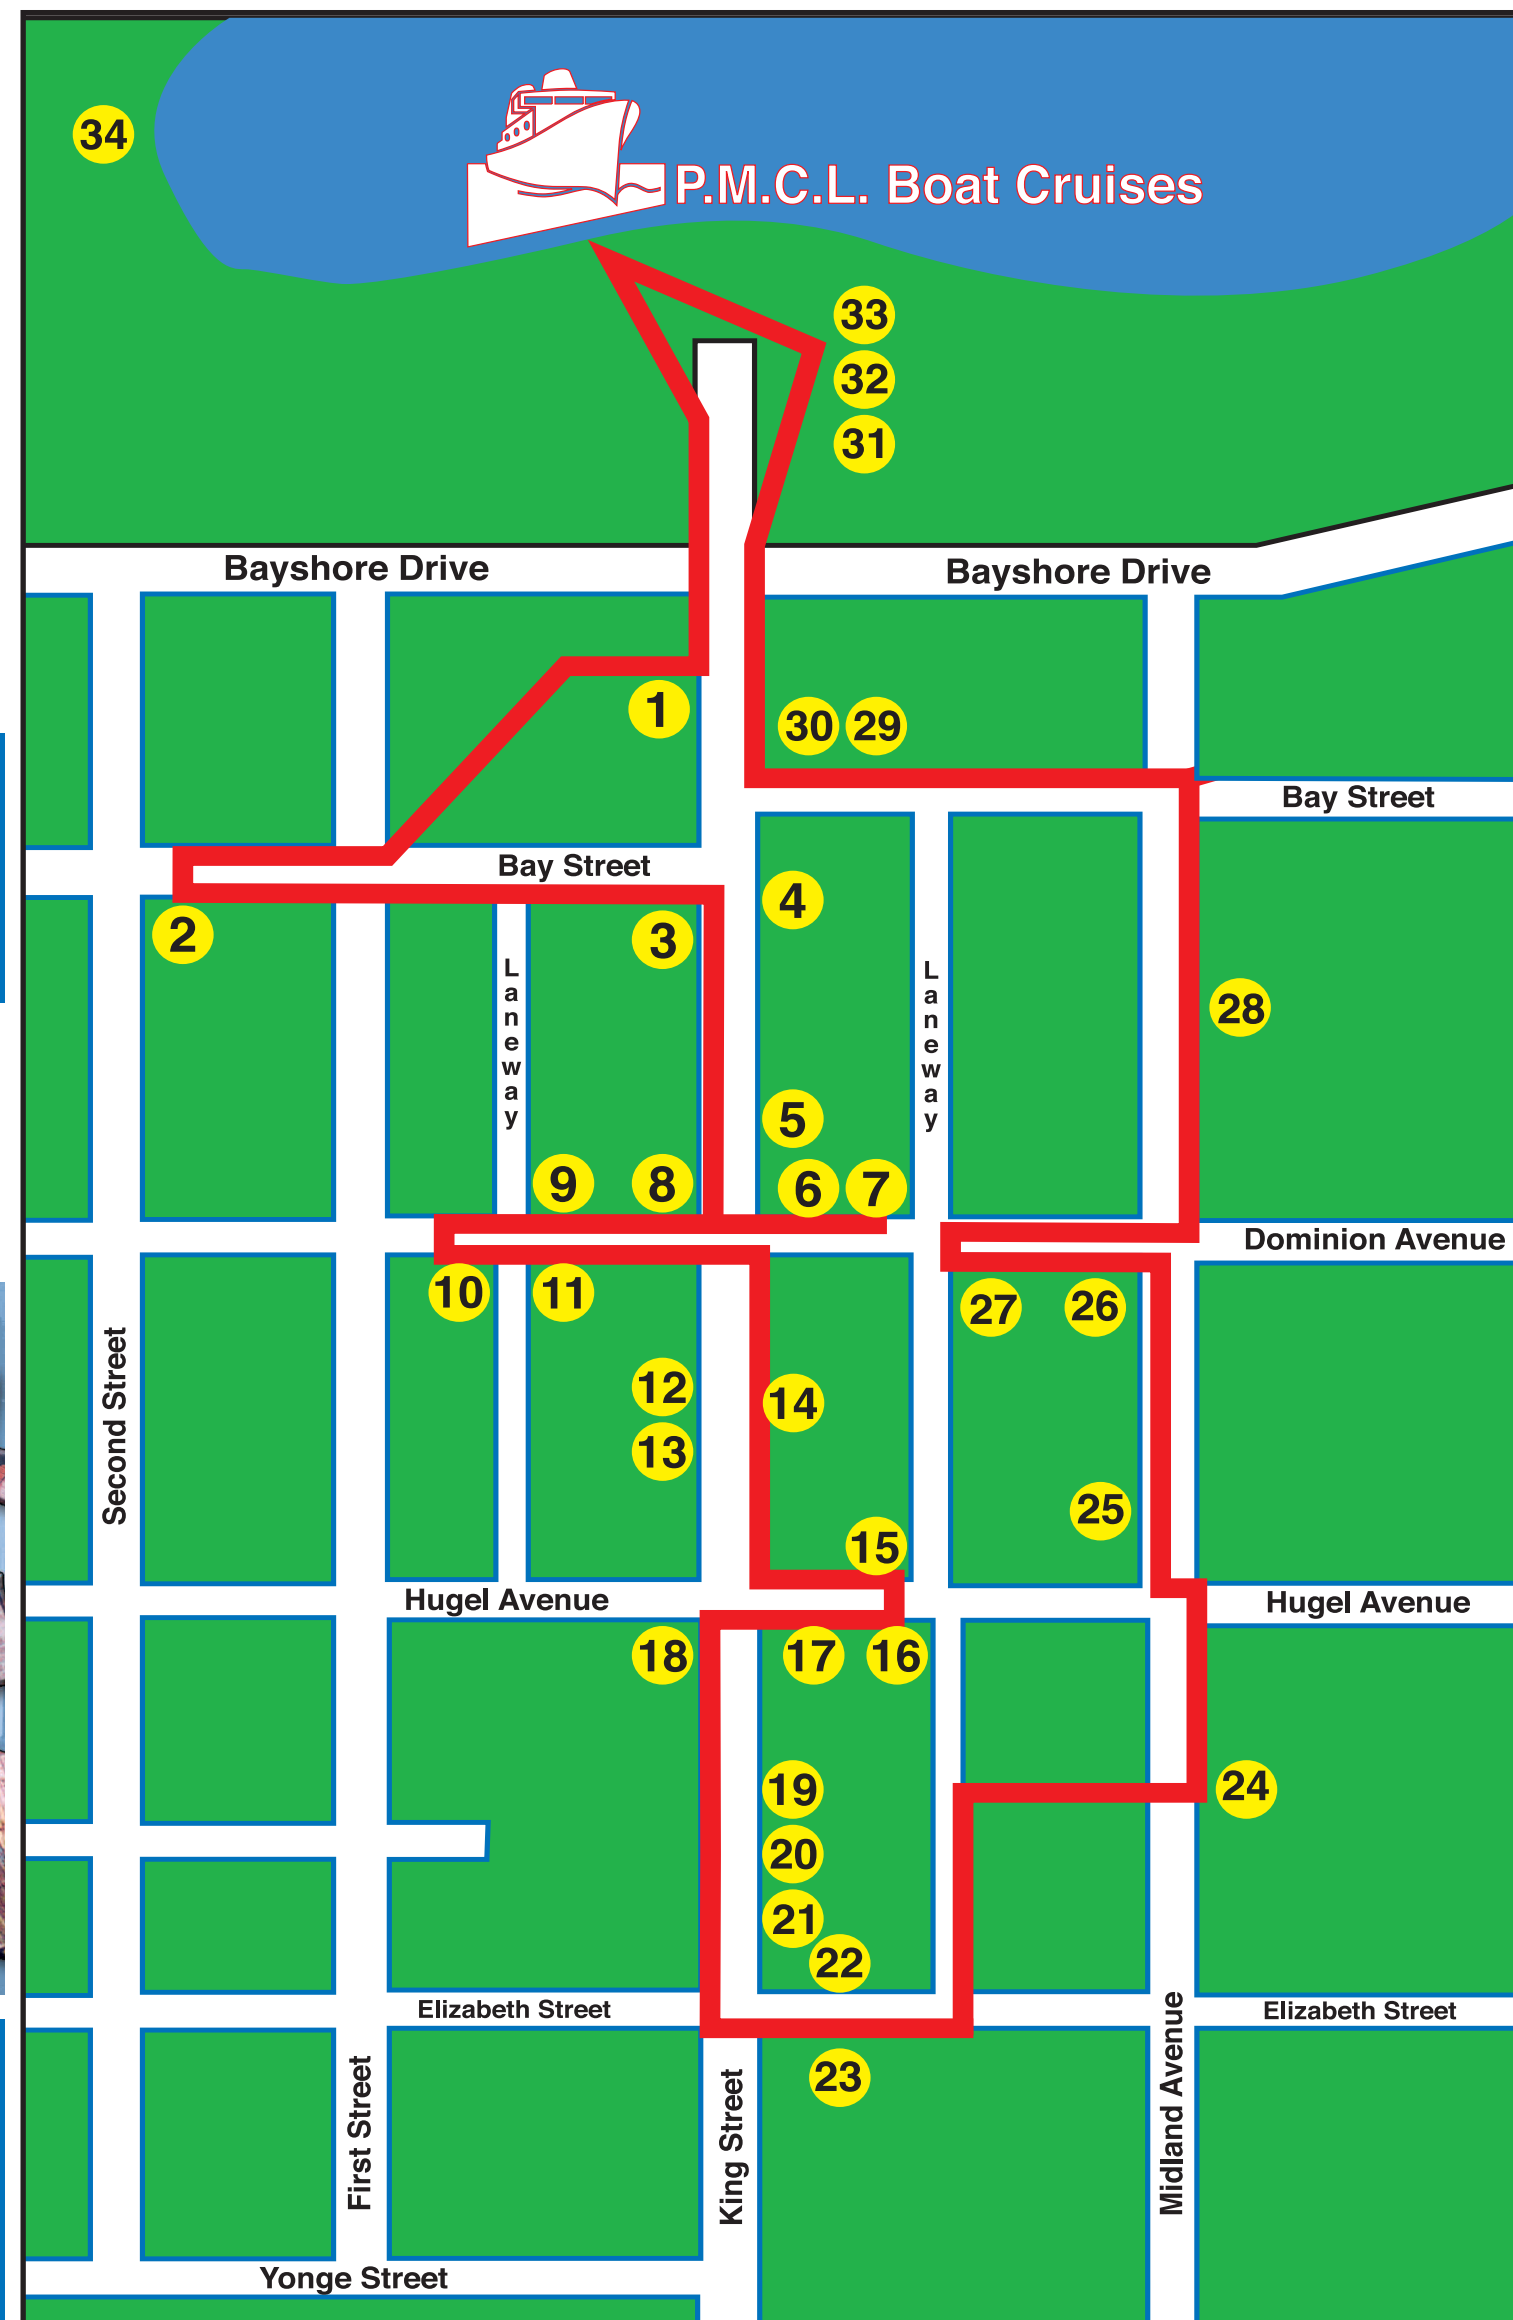 34
P.M.C.L. Boat Cruises
33
32
31
Bayshore Drive
Bayshore Drive
1
30
29
Bay Street
Bay Street
2
3
4
Laneway
Laneway
28
5
9
8
6
7
Dominion Avenue
10
11
27
26
Second Street
12
13
14
25
15
Hugel Avenue
Hugel Avenue
18
17
16
19
24
20
21
22
Elizabeth Street
Elizabeth Street
23
First Street
King Street
Midland Avenue
Yonge Street